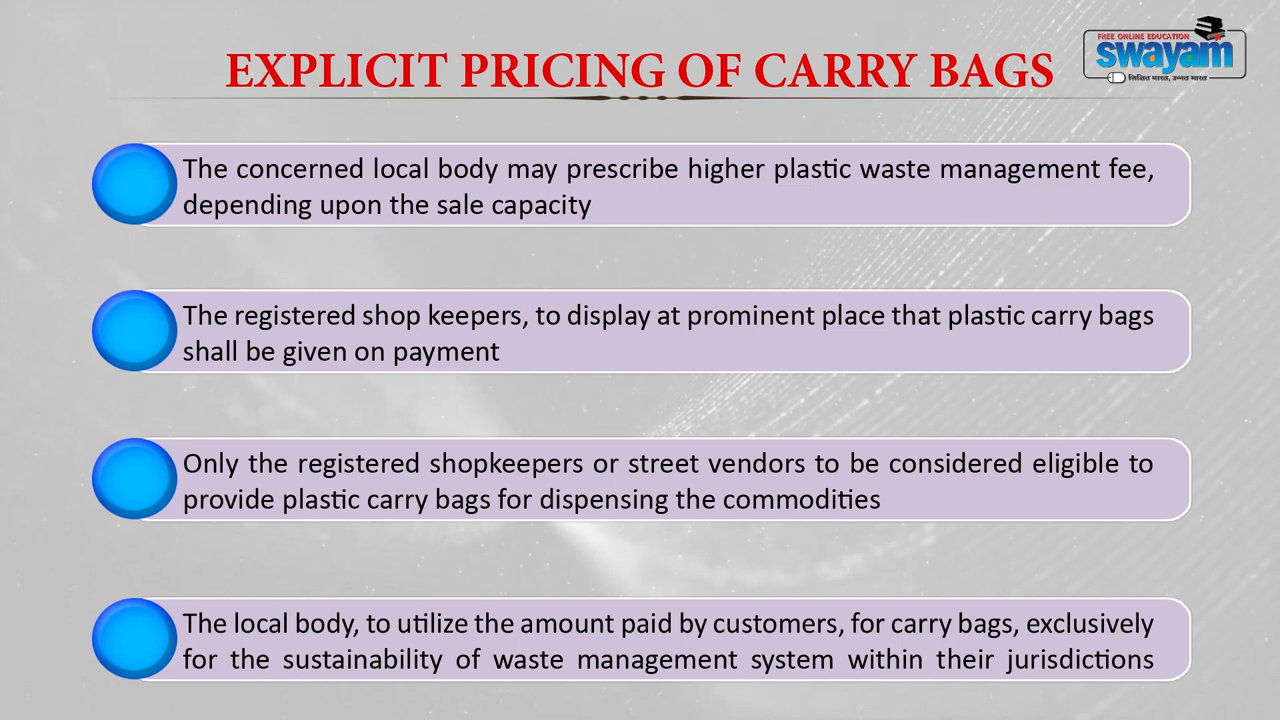 EXPLICIT PRICING OF CARRY BAGS
FREE ONLINE EDUCATION
swayam
शिक्षित भारत, उन्नत भारत
The concerned local body may prescribe higher plastic waste management fee,
depending upon the sale capacity
The registered shop keepers, to display at prominent place that plastic carry bags
shall be given on payment
Only the registered shopkeepers or street vendors to be considered eligible to
provide plastic carry bags for dispensing the commodities
The local body, to utilize the amount paid by customers, for carry bags, exclusively
for the sustainability of waste management system within their jurisdictions